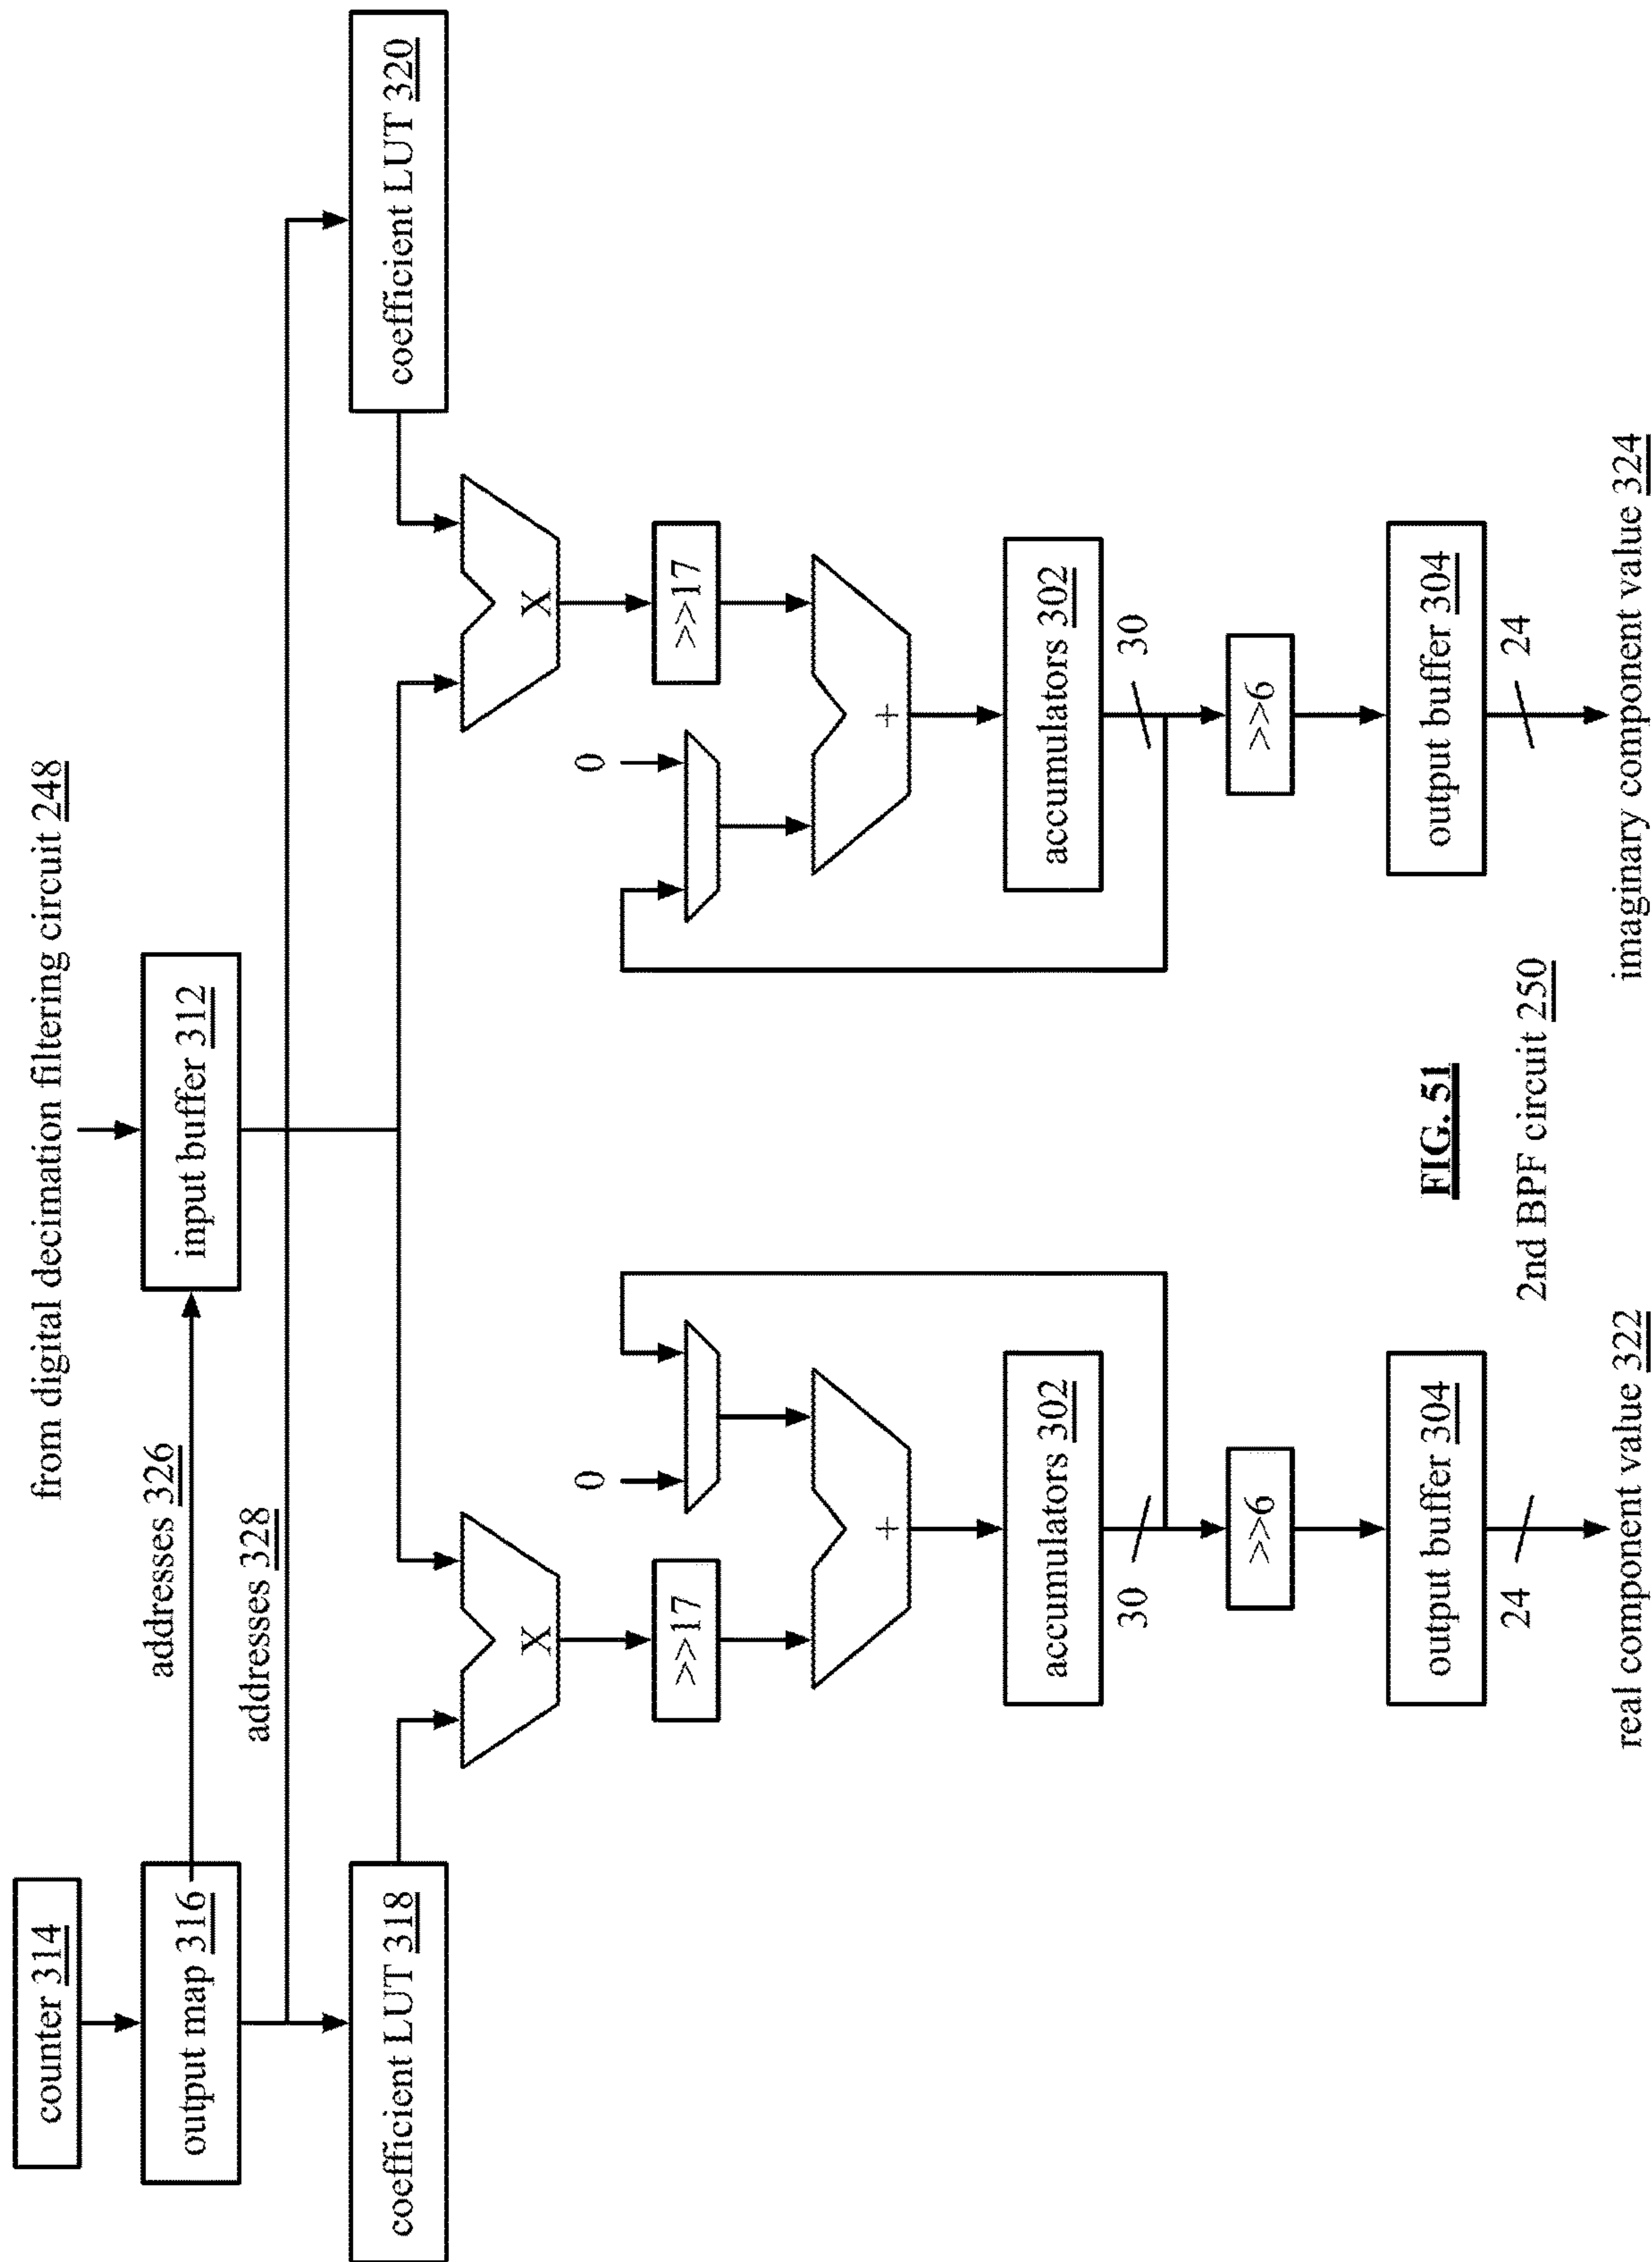 from digital decimation filtering circuit 248
counter 314
output map 316
addresses 326
input buffer 312
addresses 328
coefficient LUT 318
coefficient LUT 320
X
X
>>17
0
0
>>17
+
+
accumulators 302
accumulators 302
30
30
>>6
>>6
output buffer 304
output buffer 304
24
24
real component value 322
imaginary component value 324
FIG. 51
2nd BPF circuit 250